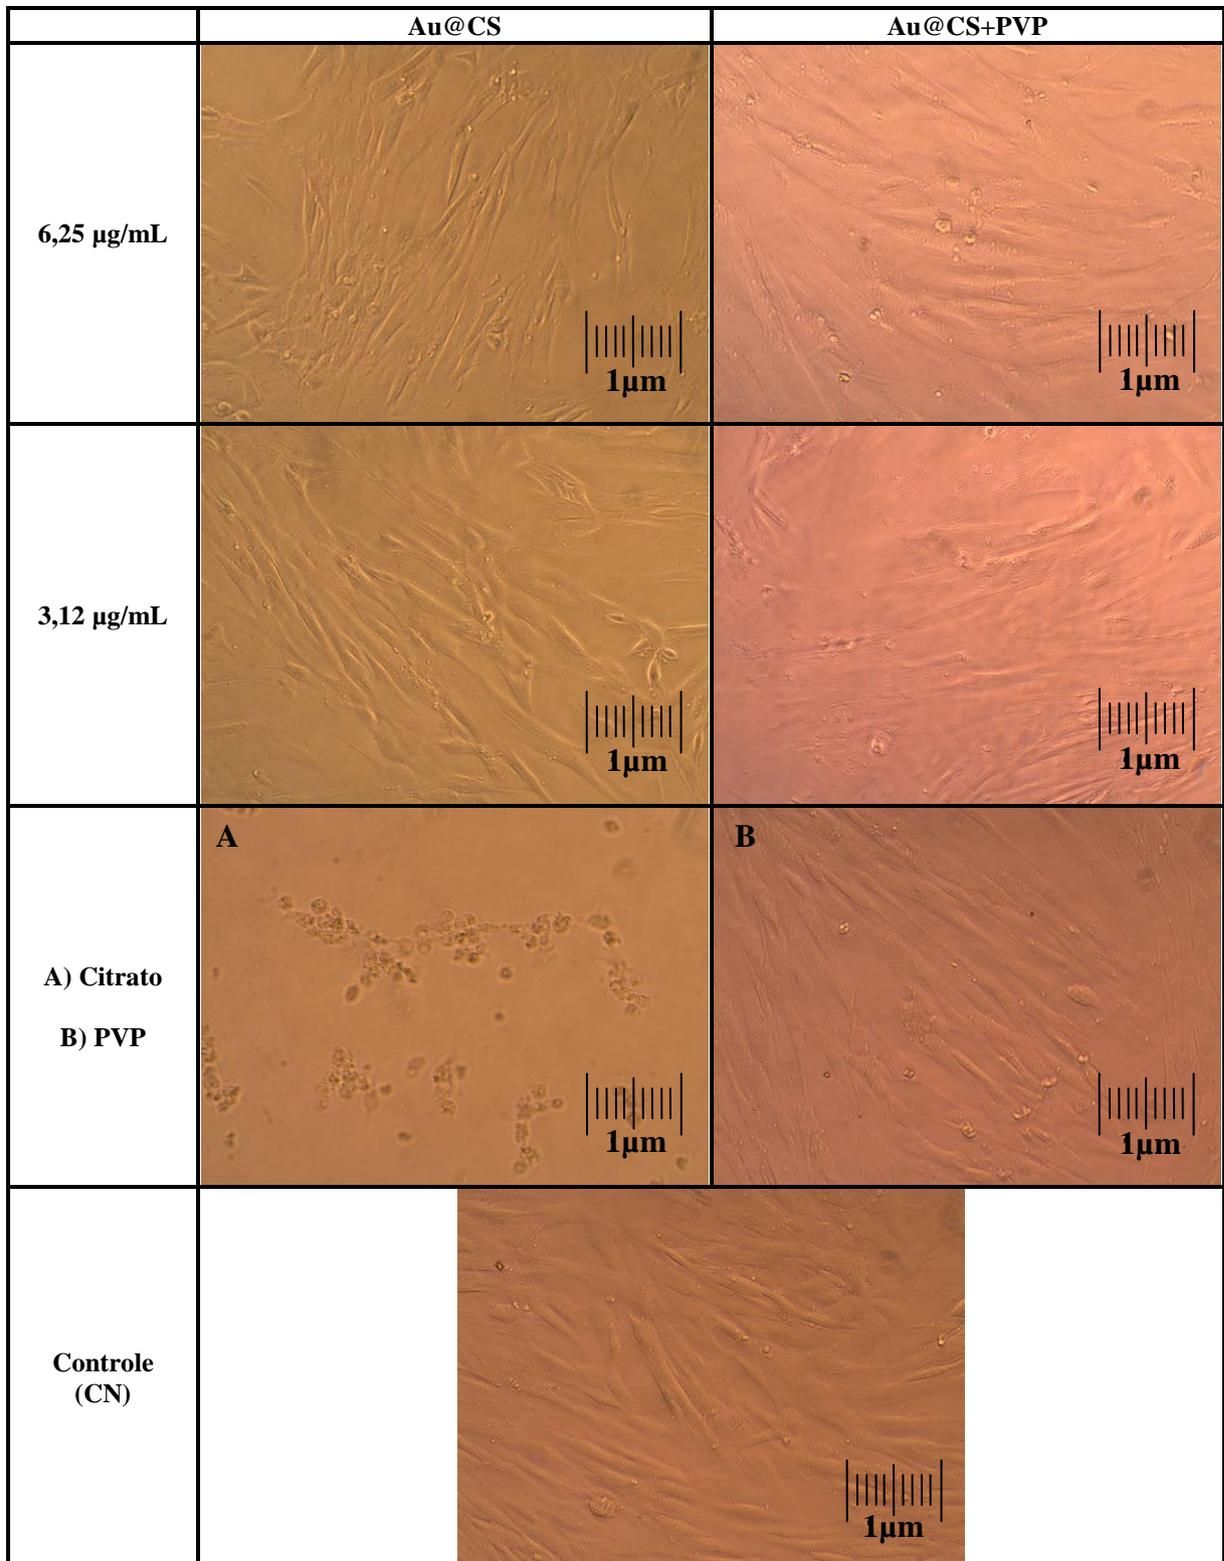 Au@CS
Au@CS+PVP
6,25 µg/mL
1µm
1µm
3,12 µg/mL
1µm
1µm
A
B
A) Citrato
B) PVP
1µm
1µm
Controle
(CN)
1µm